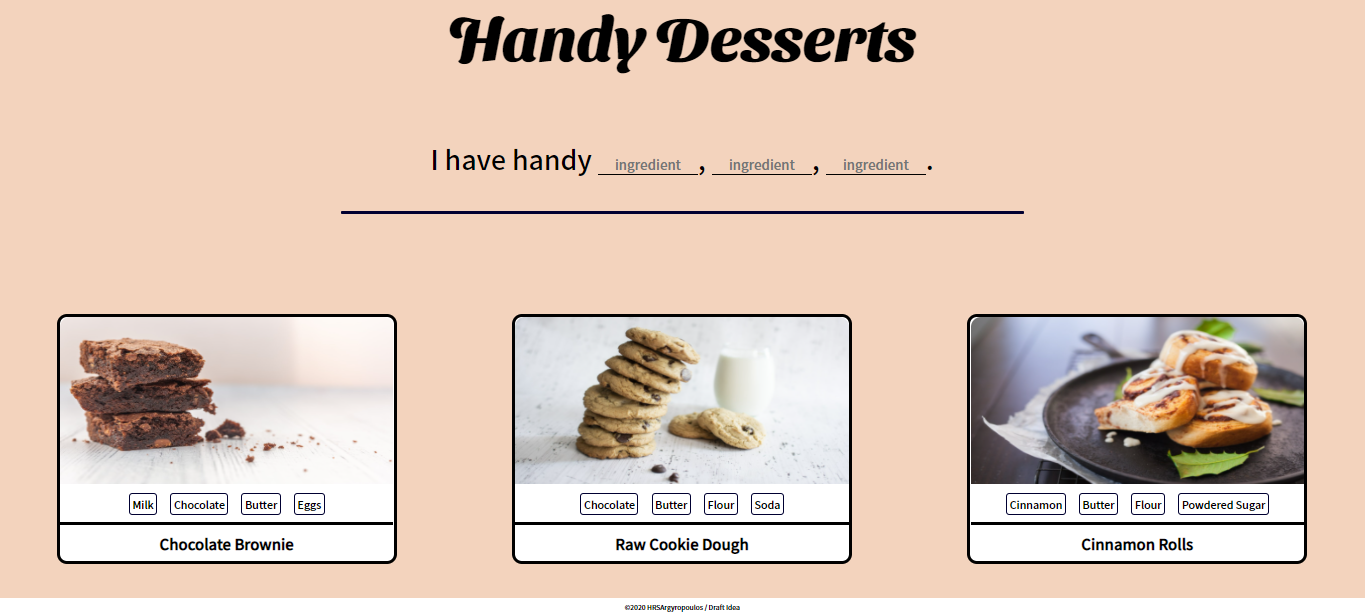 Handy Desserts
I have handy ingredient, ingredient, ingredient.
Milk Chocolate Butter Eggs
Chocolate Brownie
Chocolate Butter Flour Soda
Raw Cookie Dough
Cinnamon Butter Flour Powdered Sugar
Cinnamon Rolls
©2020 HRSArgyropoulos / Draft Idea